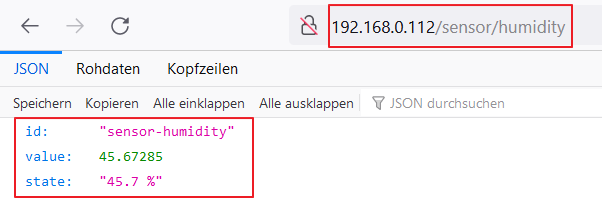 192.168.0.112/sensor/humidity
JSON Rohdaten Kopfzeilen
Speichern Kopieren Alle einklappen Alle ausklappen JSON durchsuchen
id: "sensor-humidity"
value: 45.67285
state: "45.7 %"